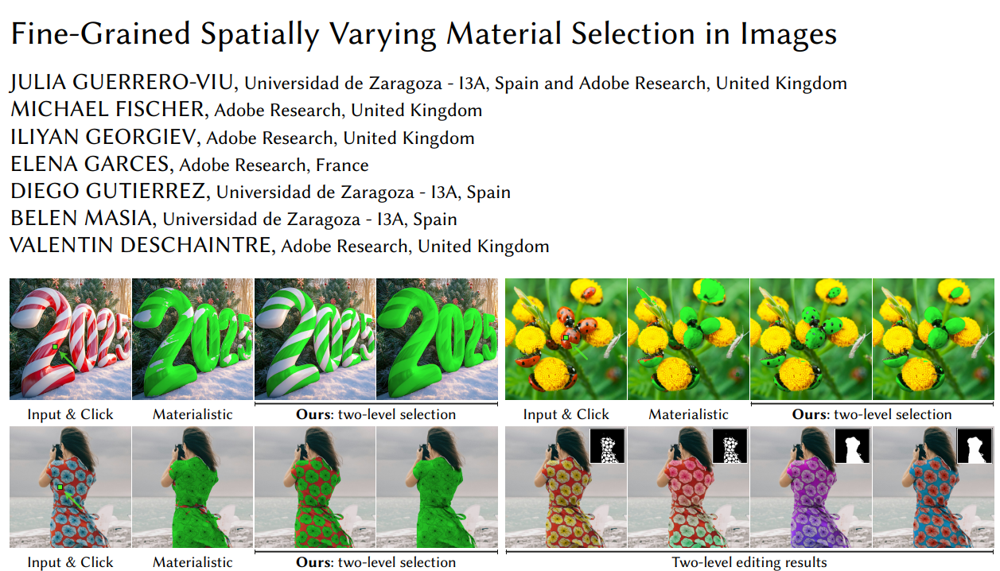 Fine-Grained Spatially Varying Material Selection in Images
JULIA GUERRERO-VIU, Universidad de Zaragoza - I3A, Spain and Adobe Research, United Kingdom
MICHAEL FISCHER, Adobe Research, United Kingdom
ILIYAN GEORGIEV, Adobe Research, United Kingdom
ELENA GARCES, Adobe Research, France
DIEGO GUTIERREZ, Universidad de Zaragoza - I3A, Spain
BELEN MASIA, Universidad de Zaragoza - I3A, Spain
VALENTIN DESCHAINTRE, Adobe Research, United Kingdom
2025 2025 2025 2025
Input & Click Materialistic Ours: two-level selection Input & Click Materialistic Ours: two-level selection
Input & Click Materialistic Ours: two-level selection Two-level editing results